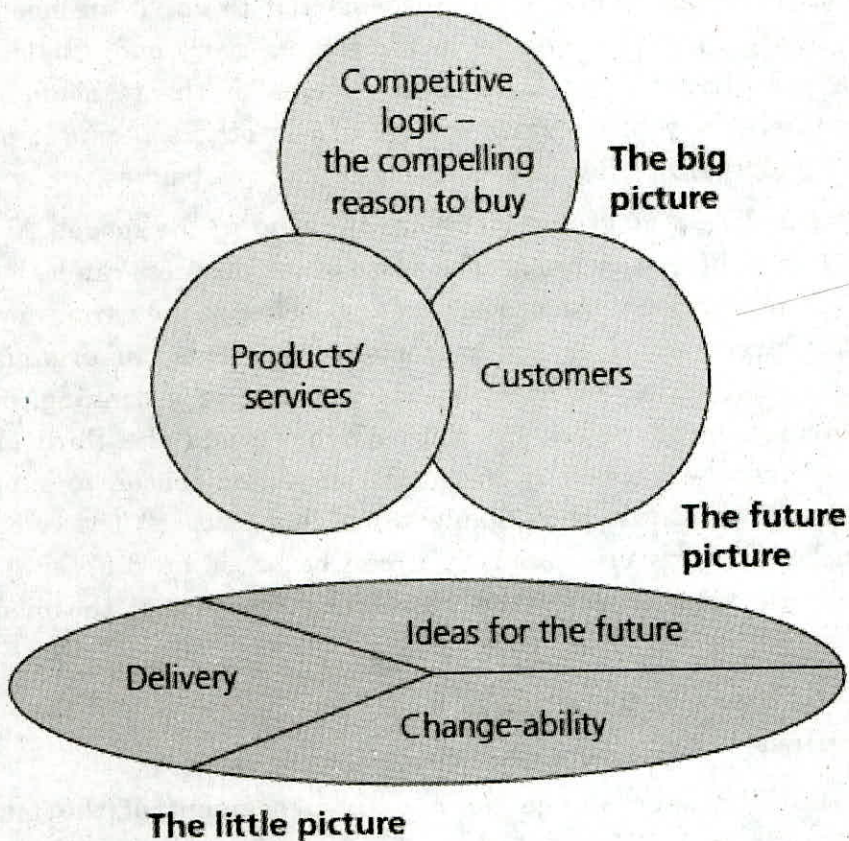 Competitive
logic –
the compelling
reason to buy
The big
picture
Products/
services
Customers
The future
picture
Ideas for the future
Delivery
Change-ability
The little picture